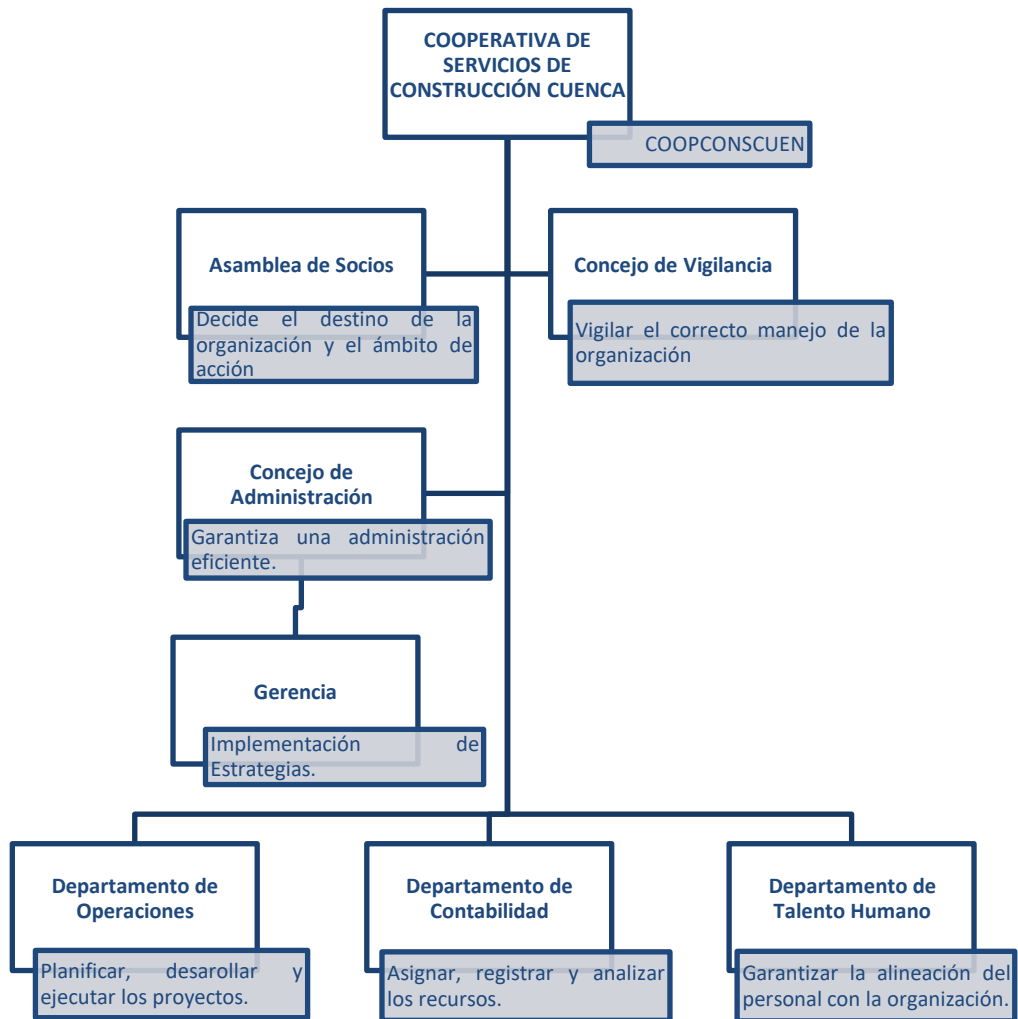 COOPERATIVA DE
SERVICIOS DE
CONSTRUCCIÓN CUENCA
COOPCONSCUEN
Asamblea de Socios
Decide el destino de la
organización y el ámbito de
acción
Concejo de Vigilancia
Vigilar el correcto manejo de la
organización
Concejo de
Administración
Garantiza una administración
eficiente.
Gerencia
Implementación de
Estrategias.
Departamento de
Operaciones
Planificar, desarollar y
ejecutar los proyectos.
Departamento de
Contabilidad
Asignar, registrar y analizar
los recursos.
Departamento de
Talento Humano
Garantizar la alineación del
personal con la organización.